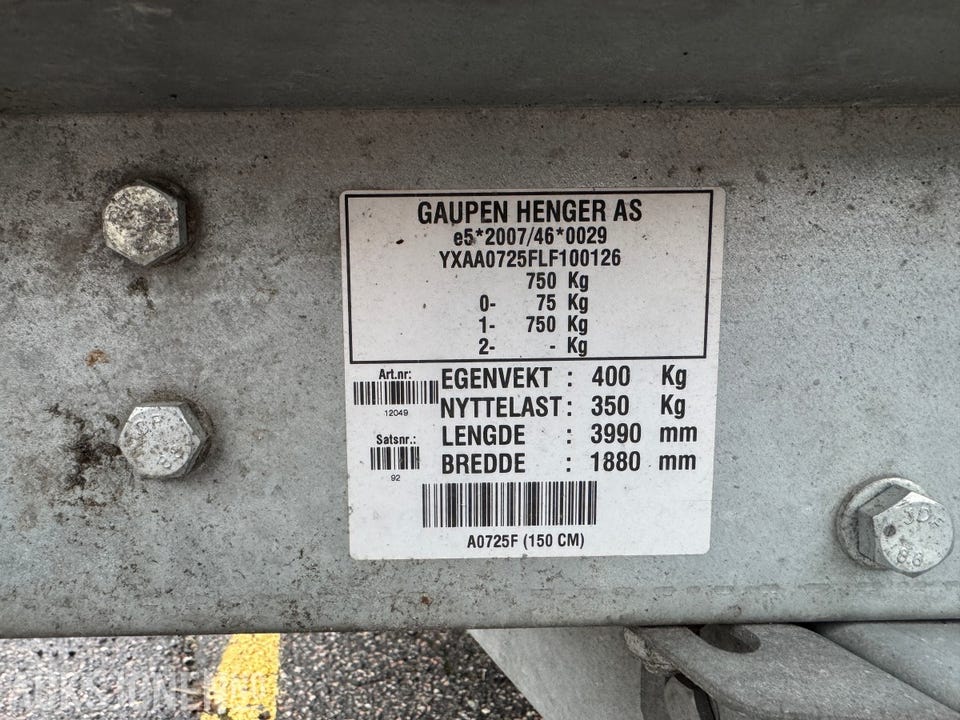 GAUPEN HENGER AS
e5*2007/46*0029
YXAA0725FLF100126
750 Kg
0- 75 Kg
1- 750 Kg
2- - Kg
Art.nr:
12049
EGENVEKT : 400 Kg
NYTTELAST : 350 Kg
Satsnr.:
92
LENGDE : 3990 mm
BREDDE : 1880 mm
A0725F (150 CM)
8.8